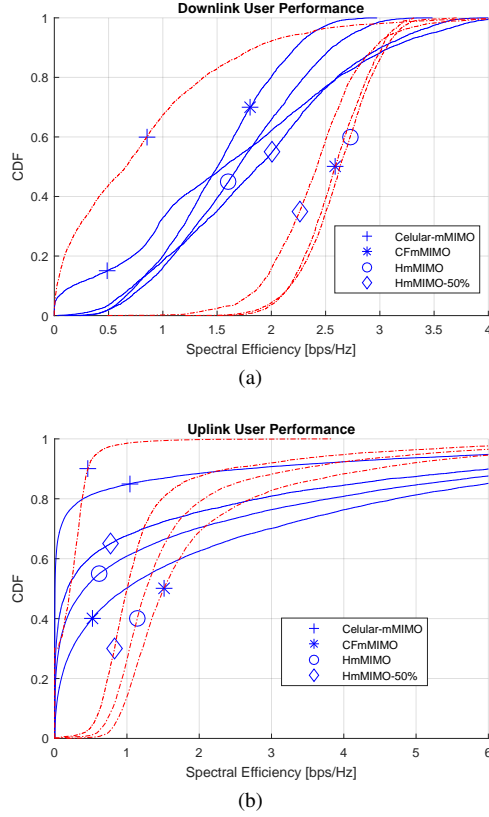 Downlink User Performance
1
0.8
0.6
0.4
0.2
0
CDF
Celular-mMIMO
CFmMIMO
HmMIMO
HmMIMO-50%
0 0.5 1 1.5 2 2.5 3 3.5 4
Spectral Efficiency [bps/Hz]
(a)
Uplink User Performance
1
0.8
0.6
0.4
0.2
0
CDF
Celular-mMIMO
CFmMIMO
HmMIMO
HmMIMO-50%
0 1 2 3 4 5 6
Spectral Efficiency [bps/Hz]
(b)